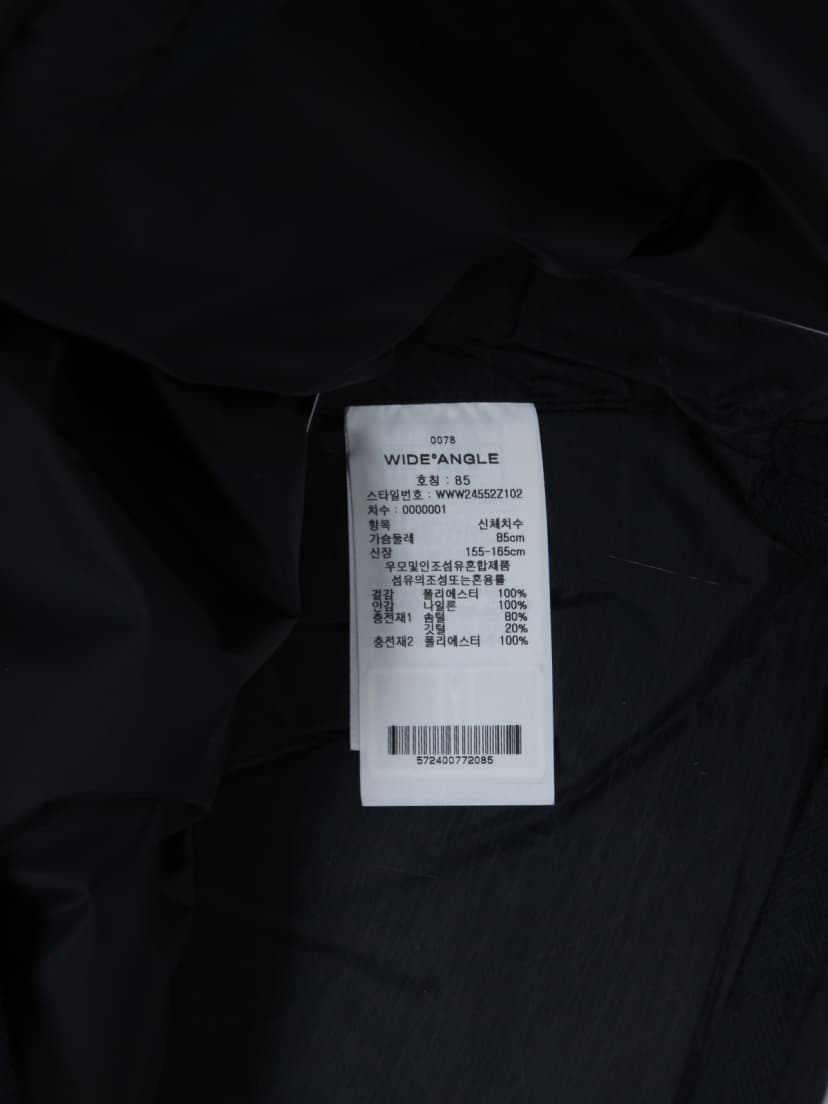 0078
WIDE°ANGLE
호칭 : 85
스타일번호 : WWW24552Z102
차수 : 0000001
항목 신체치수
가슴둘레 85cm
신장 155-165cm
우모및인조섬유혼합제품
섬유의조성또는혼용률
겉감 폴리에스터 100%
안감 나일론 100%
충전재1 솜털 80%
깃털 20%
충전재2 폴리에스터 100%
572400772085